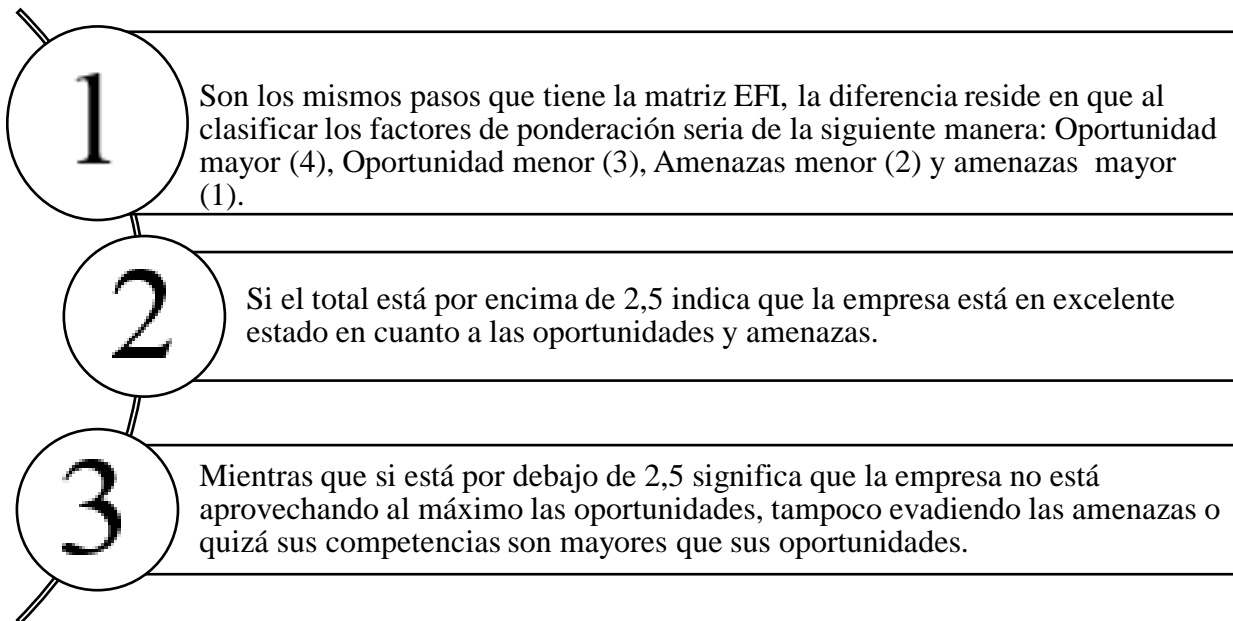 1
Son los mismos pasos que tiene la matriz EFI, la diferencia reside en que al
clasificar los factores de ponderación seria de la siguiente manera: Oportunidad
mayor (4), Oportunidad menor (3), Amenazas menor (2) y amenazas mayor
(1).
2
Si el total está por encima de 2,5 indica que la empresa está en excelente
estado en cuanto a las oportunidades y amenazas.
3
Mientras que si está por debajo de 2,5 significa que la empresa no está
aprovechando al máximo las oportunidades, tampoco evadiendo las amenazas o
quizá sus competencias son mayores que sus oportunidades.